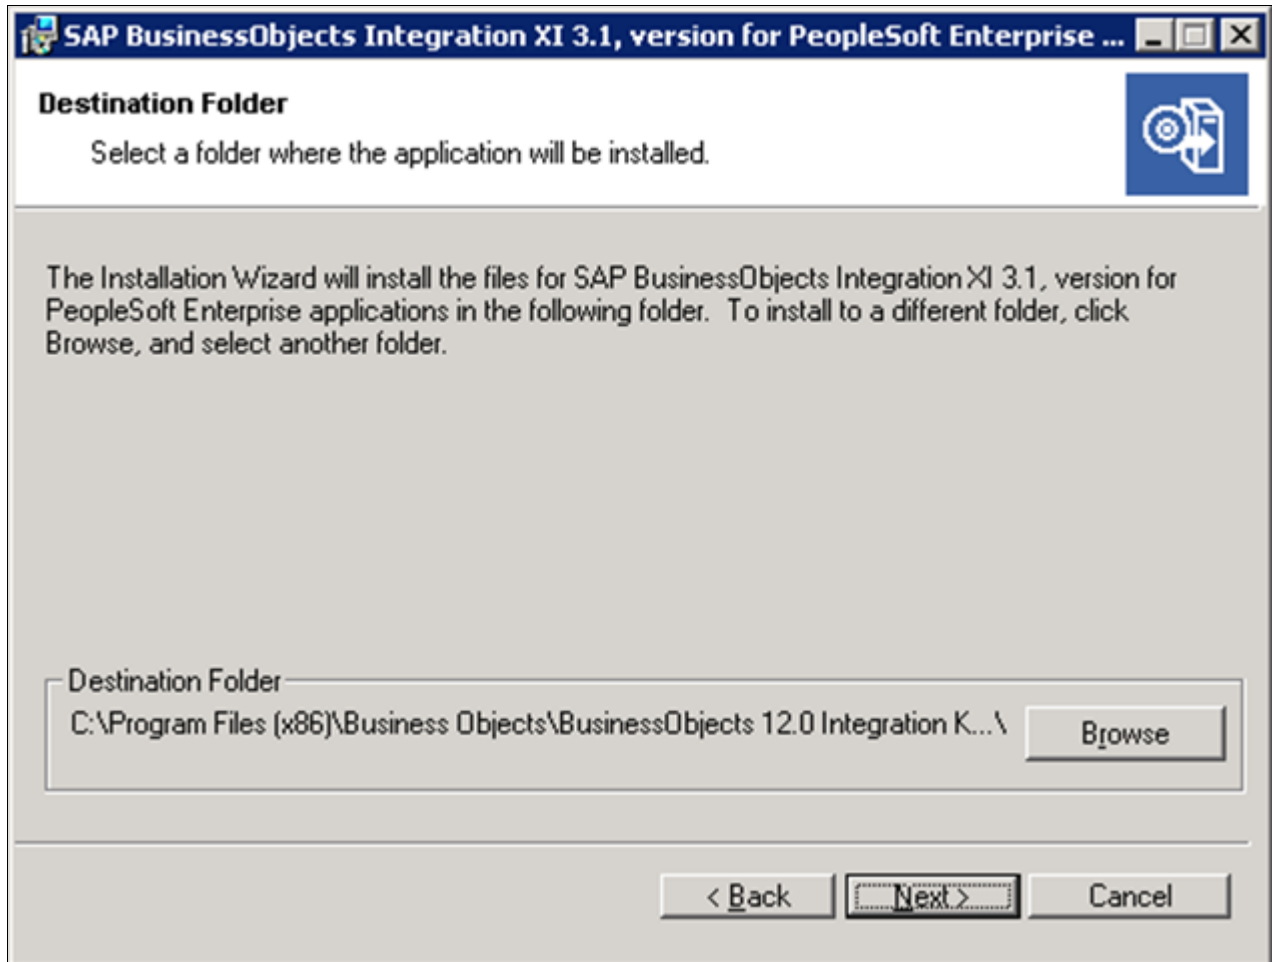 SAP BusinessObjects Integration XI 3.1, version for PeopleSoft Enterprise ...
Destination Folder
Select a folder where the application will be installed.
The Installation Wizard will install the files for SAP BusinessObjects Integration XI 3.1, version for
PeopleSoft Enterprise applications in the following folder.  To install to a different folder, click
Browse, and select another folder.
Destination Folder
C:\Program Files (x86)\Business Objects\BusinessObjects 12.0 Integration K...\
Browse
< Back
Next >
Cancel